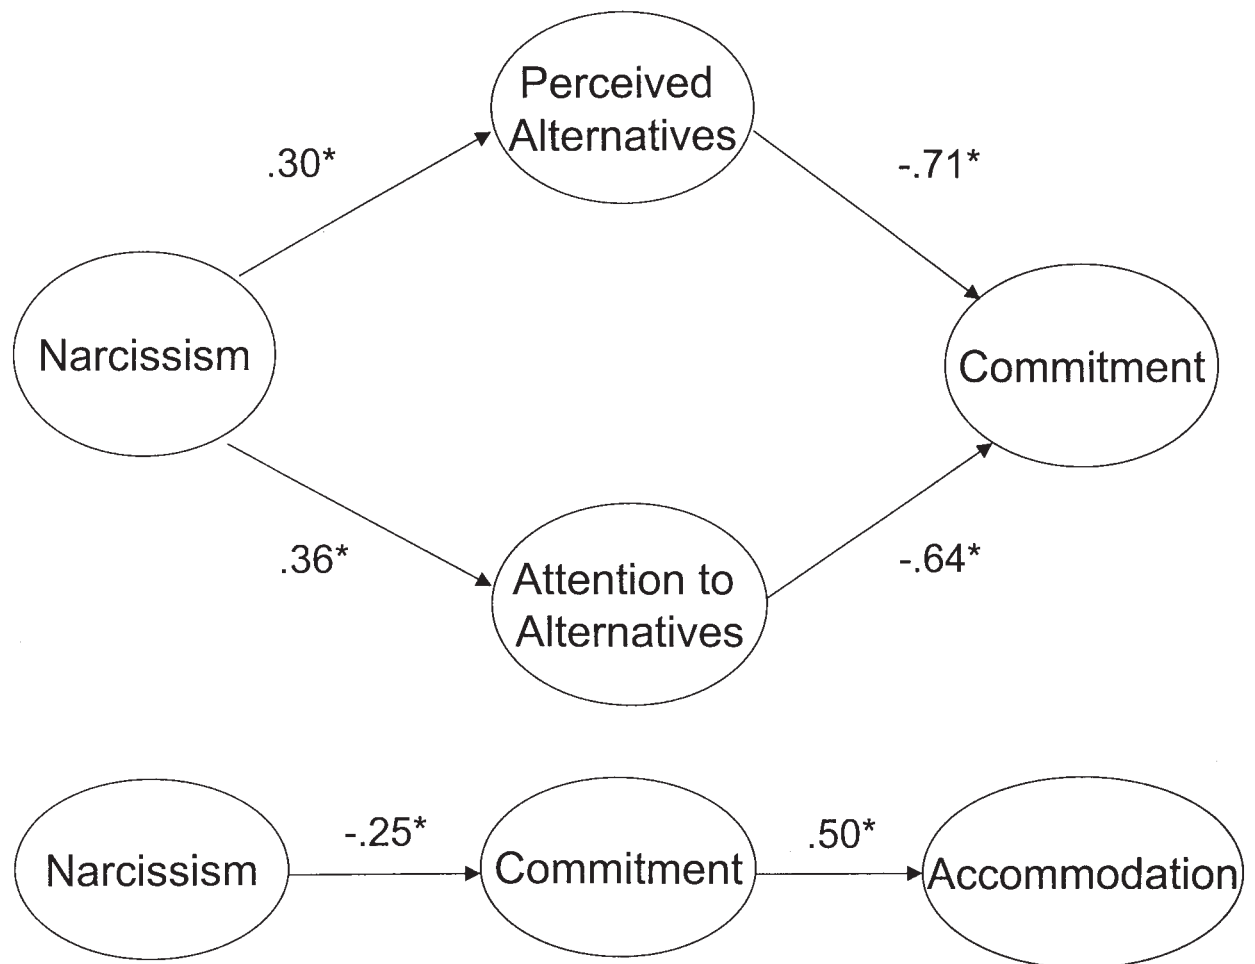 Perceived
Alternatives
.30*
-.71*
Narcissism
Commitment
.36*
-.64*
Attention to
Alternatives
-.25*
.50*
Narcissism
Commitment
Accommodation